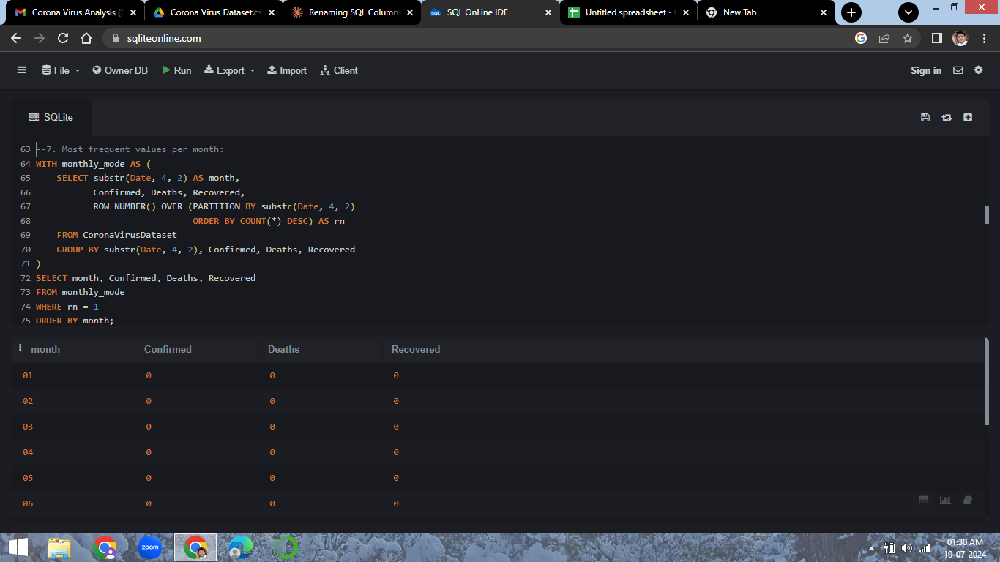 Corona Virus Analysis (
Corona Virus Dataset.cs
Renaming SQL Column
SQL OnLine IDE
Untitled spreadsheet -
New Tab
sqliteonline.com
File
Owner DB
Run
Export
Import
Client
Sign in
SQLite
63 --7. Most frequent values per month:
64 WITH monthly_mode AS (
65 SELECT substr(Date, 4, 2) AS month,
66 Confirmed, Deaths, Recovered,
67 ROW_NUMBER() OVER (PARTITION BY substr(Date, 4, 2)
68 ORDER BY COUNT(*) DESC) AS rn
69 FROM CoronaVirusDataset
70 GROUP BY substr(Date, 4, 2), Confirmed, Deaths, Recovered
71 )
72 SELECT month, Confirmed, Deaths, Recovered
73 FROM monthly_mode
74 WHERE rn = 1
75 ORDER BY month;
month Confirmed Deaths Recovered
01 0 0 0
02 0 0 0
03 0 0 0
04 0 0 0
05 0 0 0
06 0 0 0
zoom
01:30 AM
10-07-2024